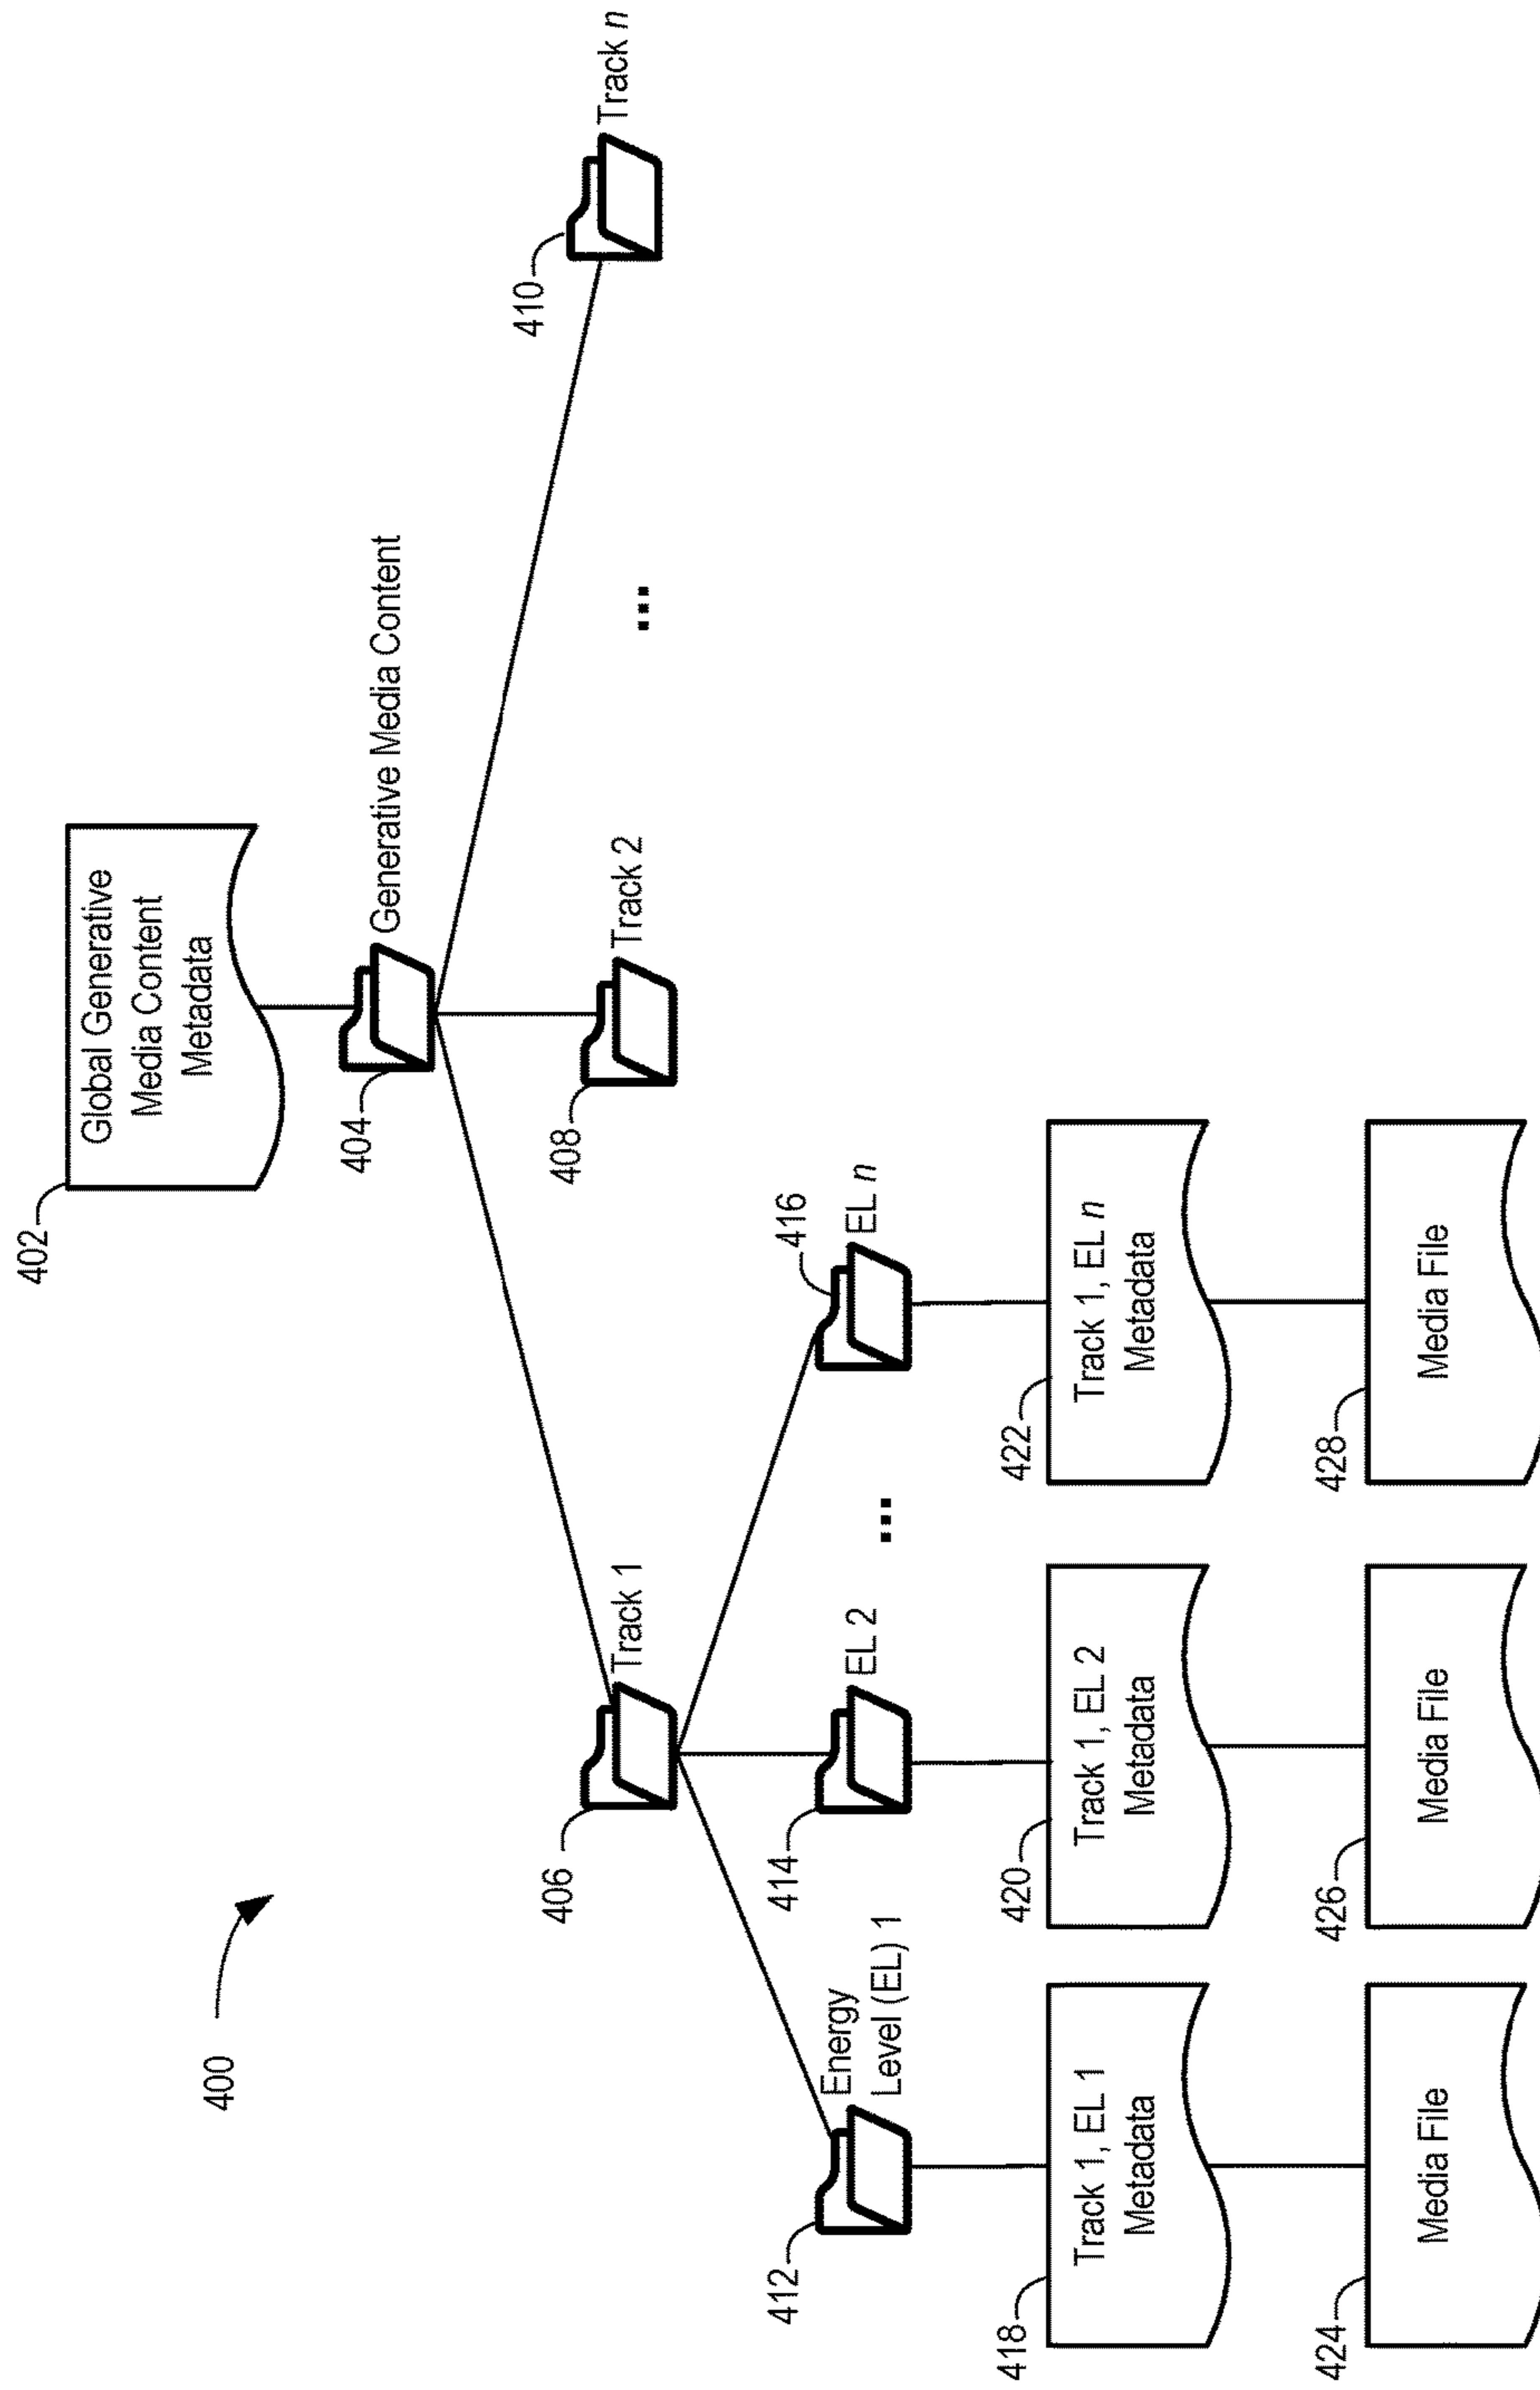 400
402
Global Generative
Media Content
Metadata
404
Generative Media Content
406
Track 1
408
Track 2
...
410
Track n
412
Energy
Level (EL) 1
414
EL 2
...
416
EL n
418
Track 1, EL 1
Metadata
420
Track 1, EL 2
Metadata
422
Track 1, EL n
Metadata
424
Media File
426
Media File
428
Media File